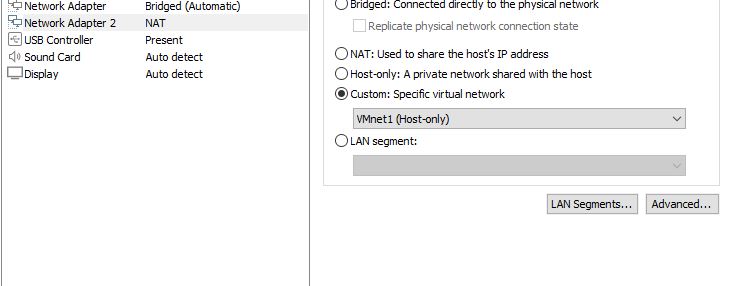 Network Adapter Bridged (Automatic)
Network Adapter 2 NAT
USB Controller Present
Sound Card Auto detect
Display Auto detect
Bridged: Connected directly to the physical network
Replicate physical network connection state
NAT: Used to share the host's IP address
Host-only: A private network shared with the host
Custom: Specific virtual network
VMnet1 (Host-only)
LAN segment:
LAN Segments... Advanced...